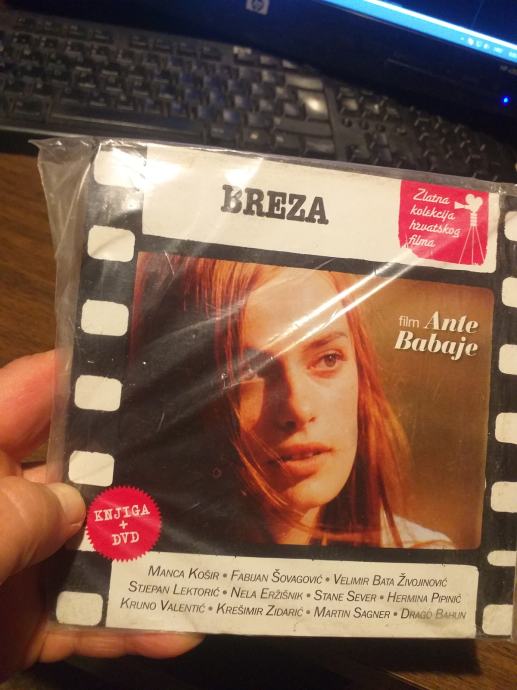 hp
BREZA
Zlatna
kolekcija
hrvatskog
filma
film Ante
Babaje
KNJIGA
+
DVD
MANCA KOŠIR • FABIJAN ŠOVAGOVIĆ • VELIMIR BATA ŽIVOJINOVIĆ
STJEPAN LEKTORIĆ • NELA ERŽIŠNIK • STANE SEVER • HERMINA PIPINIĆ
KRUNO VALENTIĆ • KREŠIMIR ZIDARIĆ • MARTIN SAGNER • DRAGO BAHUN